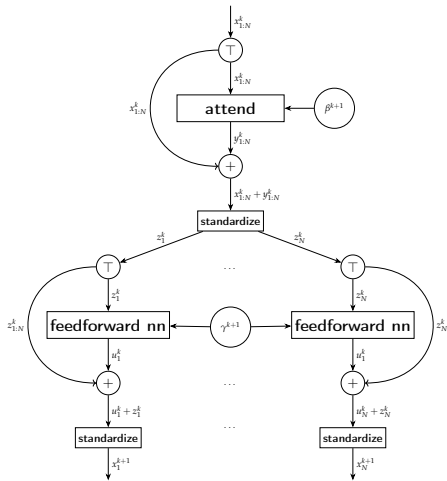 x^k_{1:N}
⊤
x^k_{1:N}
x^k_{1:N}
attend
β^{k+1}
y^k_{1:N}
+
x^k_{1:N} + y^k_{1:N}
standardize
z^k_1
z^k_N
⊤
...
⊤
z^k_1
z^k_N
z^k_{1:N}
feedforward nn
γ^{k+1}
feedforward nn
z^k_N
u^k_1
u^k_1
+
...
+
u^k_1 + z^k_1
u^k_N + z^k_N
...
standardize
standardize
x^{k+1}_1
x^{k+1}_N